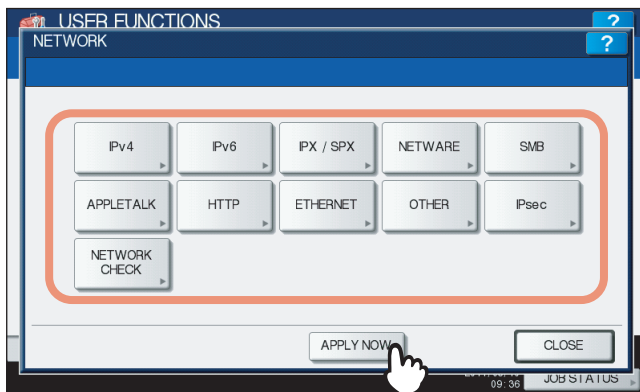 USER FUNCTIONS
?
NETWORK
?
IPv4
IPv6
IPX / SPX
NETWARE
SMB
APPLETALK
HTTP
ETHERNET
OTHER
IPsec
NETWORK
CHECK
APPLY NOW
CLOSE
09:36
JOB STATUS